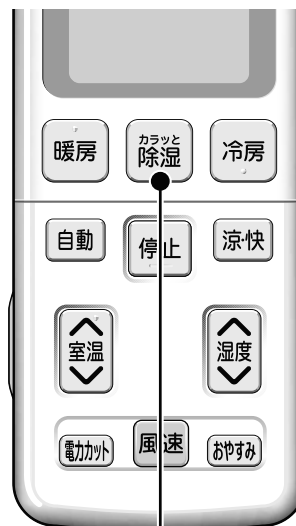 暖房 カラッと除湿 冷房
自動 停止 涼・快
室温 湿度
電力カット 風速 おやすみ